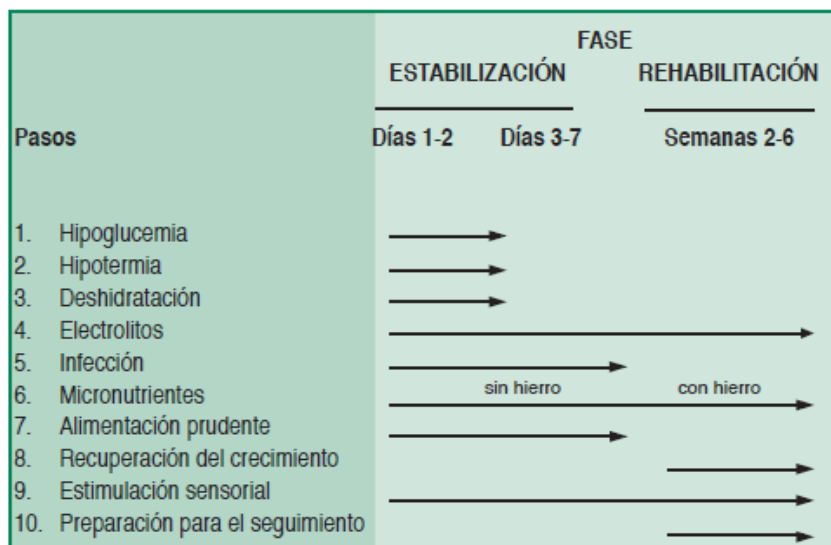 FASE
ESTABILIZACIÓN REHABILITACIÓN
Pasos Días 1-2 Días 3-7 Semanas 2-6
1. Hipoglucemia
2. Hipotermia
3. Deshidratación
4. Electrolitos
5. Infección
6. Micronutrientes sin hierro con hierro
7. Alimentación prudente
8. Recuperación del crecimiento
9. Estimulación sensorial
10. Preparación para el seguimiento